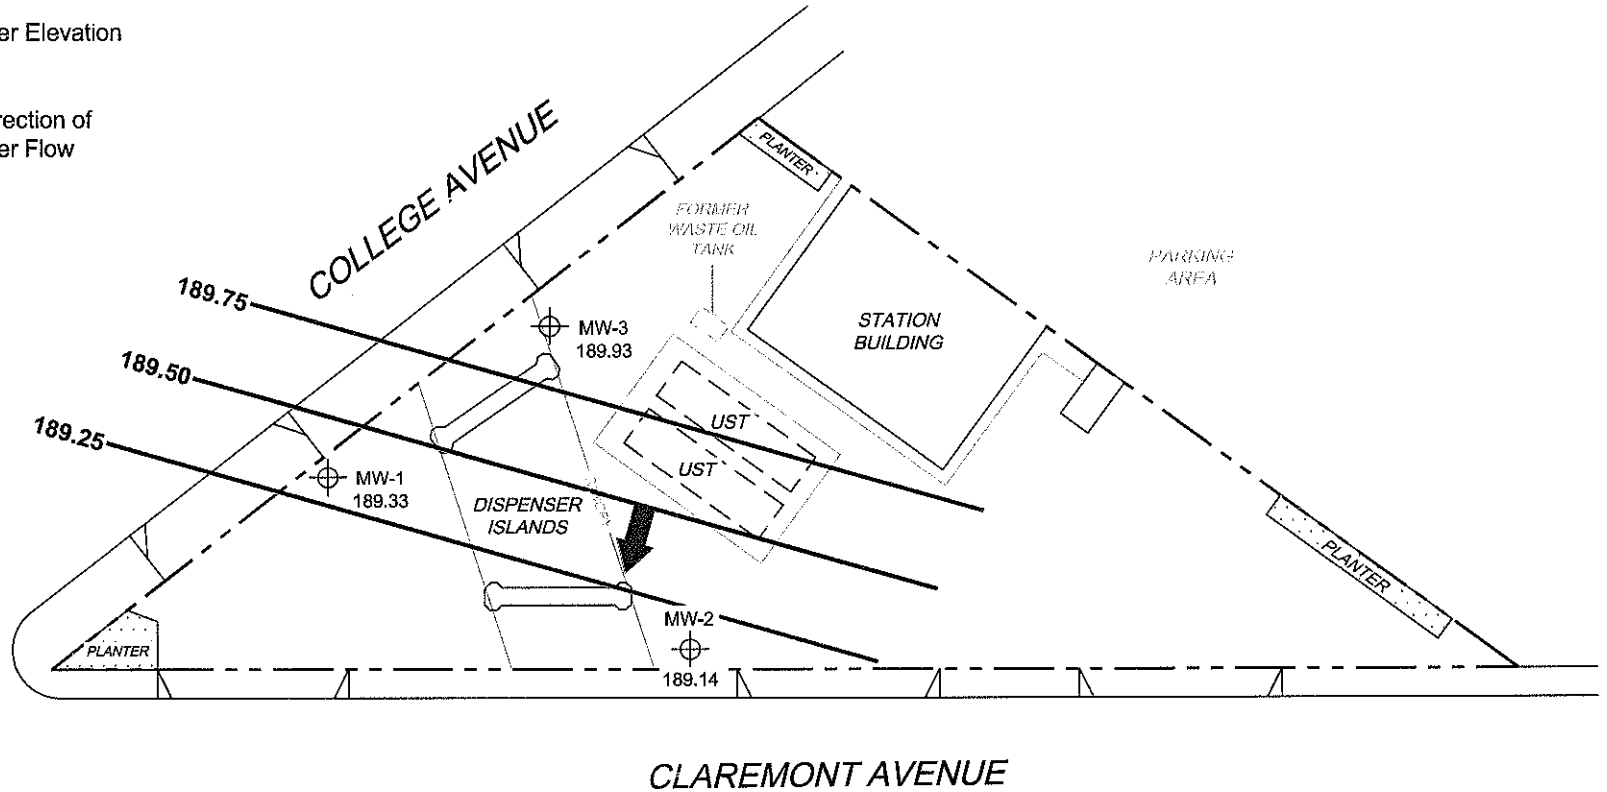 er Elevation
rection of
er Flow
COLLEGE AVENUE
PLANTER
FORMER
WASTE OIL
TANK
PARKING
AREA
189.75
MW-3
189.93
STATION
BUILDING
189.50
189.25
UST
UST
MW-1
189.33
DISPENSER
ISLANDS
PLANTER
MW-2
189.14
PLANTER
CLAREMONT AVENUE